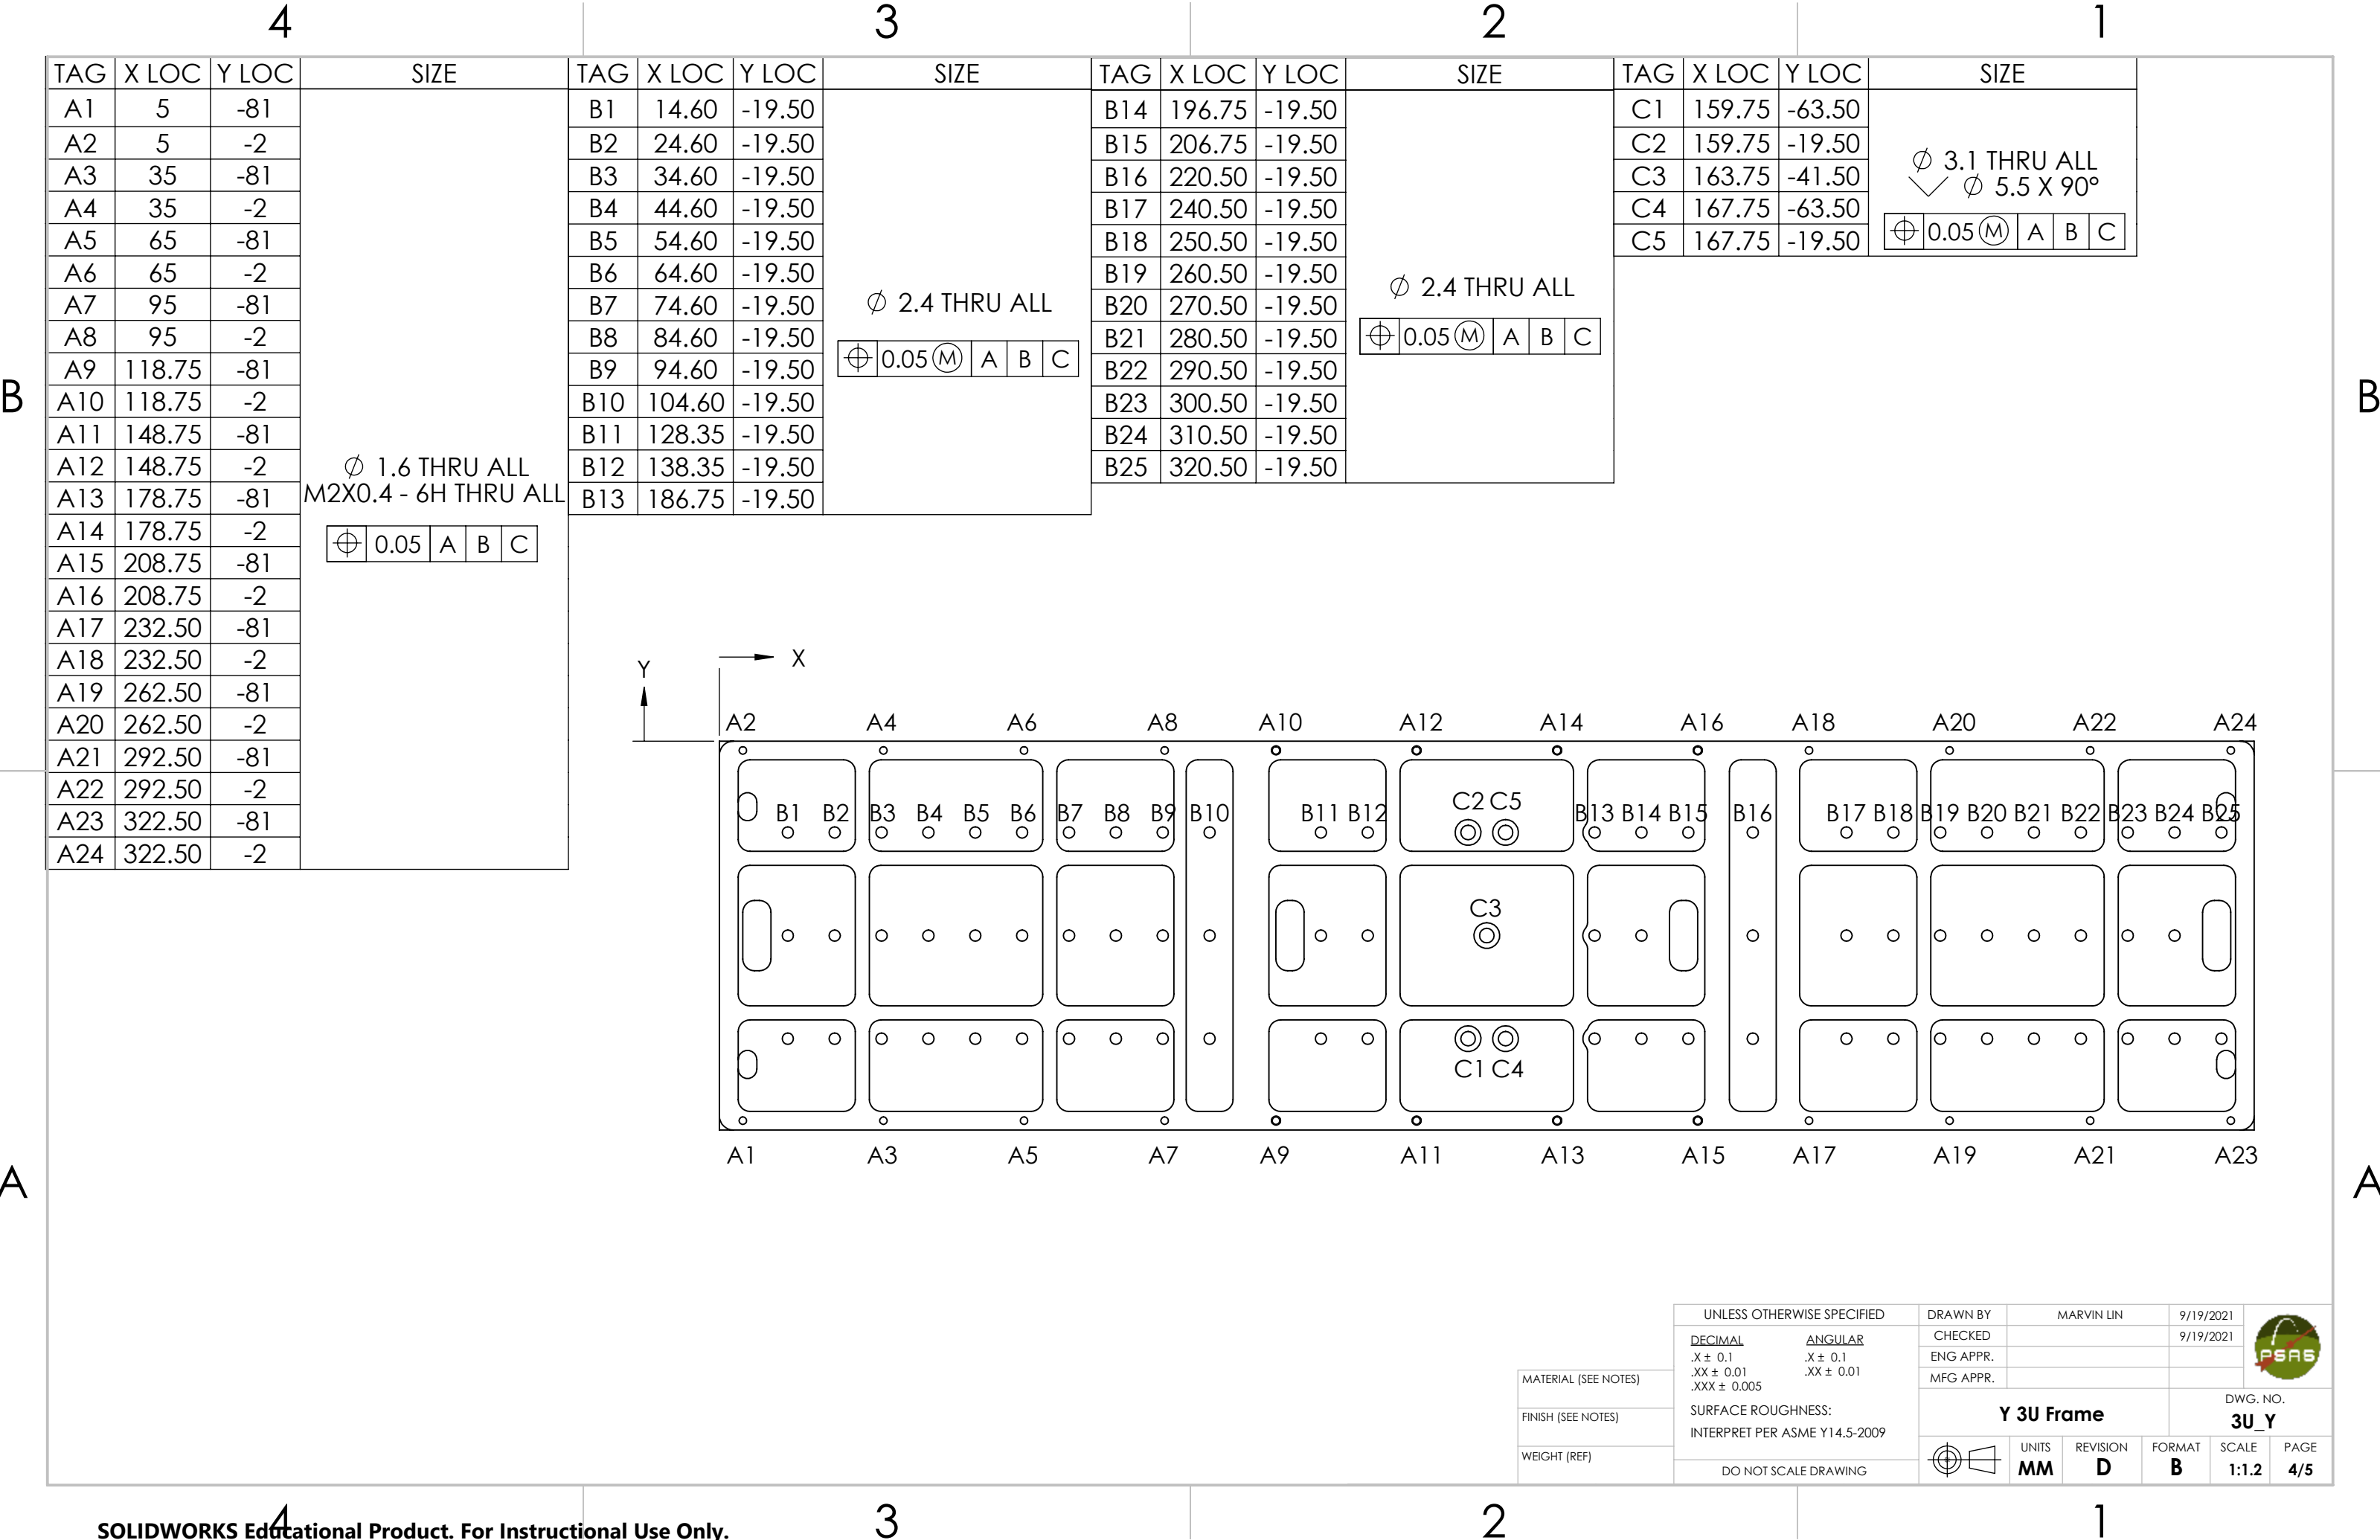 4 3 2 1
TAG X LOC Y LOC SIZE
A1 5 -81
A2 5 -2
A3 35 -81
A4 35 -2
A5 65 -81
A6 65 -2
A7 95 -81
A8 95 -2
A9 118.75 -81
A10 118.75 -2
A11 148.75 -81
A12 148.75 -2
A13 178.75 -81
A14 178.75 -2
A15 208.75 -81
A16 208.75 -2
A17 232.50 -81
A18 232.50 -2
A19 262.50 -81
A20 262.50 -2
A21 292.50 -81
A22 292.50 -2
A23 322.50 -81
A24 322.50 -2
∅ 1.6 THRU ALL
M2X0.4 - 6H THRU ALL
⌖ 0.05 A B C
TAG X LOC Y LOC SIZE
B1 14.60 -19.50
B2 24.60 -19.50
B3 34.60 -19.50
B4 44.60 -19.50
B5 54.60 -19.50
B6 64.60 -19.50
B7 74.60 -19.50
B8 84.60 -19.50
B9 94.60 -19.50
B10 104.60 -19.50
B11 128.35 -19.50
B12 138.35 -19.50
B13 186.75 -19.50
∅ 2.4 THRU ALL
⌖ 0.05 Ⓜ A B C
TAG X LOC Y LOC SIZE
B14 196.75 -19.50
B15 206.75 -19.50
B16 220.50 -19.50
B17 240.50 -19.50
B18 250.50 -19.50
B19 260.50 -19.50
B20 270.50 -19.50
B21 280.50 -19.50
B22 290.50 -19.50
B23 300.50 -19.50
B24 310.50 -19.50
B25 320.50 -19.50
∅ 2.4 THRU ALL
⌖ 0.05 Ⓜ A B C
TAG X LOC Y LOC SIZE
C1 159.75 -63.50
C2 159.75 -19.50
C3 163.75 -41.50
C4 167.75 -63.50
C5 167.75 -19.50
∅ 3.1 THRU ALL
⌵ ∅ 5.5 X 90°
⌖ 0.05 Ⓜ A B C
B B
Y X
A2 A4 A6 A8 A10 A12 A14 A16 A18 A20 A22 A24
C2 C5
B1 B2 B3 B4 B5 B6 B7 B8 B9 B10 B11 B12 B13 B14 B15 B16 B17 B18 B19 B20 B21 B22 B23 B24 B25
C3
C1 C4
A1 A3 A5 A7 A9 A11 A13 A15 A17 A19 A21 A23
A A
MATERIAL (SEE NOTES)
FINISH (SEE NOTES)
WEIGHT (REF)
UNLESS OTHERWISE SPECIFIED
DECIMAL ANGULAR
.X ± 0.1 .X ± 0.1
.XX ± 0.01 .XX ± 0.01
.XXX ± 0.005
SURFACE ROUGHNESS:
INTERPRET PER ASME Y14.5-2009
DO NOT SCALE DRAWING
DRAWN BY MARVIN LIN 9/19/2021
CHECKED 9/19/2021
ENG APPR.
MFG APPR.
PSAS
Y 3U Frame
DWG. NO.
3U_Y
UNITS REVISION FORMAT SCALE PAGE
MM D B 1:1.2 4/5
4 3 2 1
SOLIDWORKS Educational Product. For Instructional Use Only.